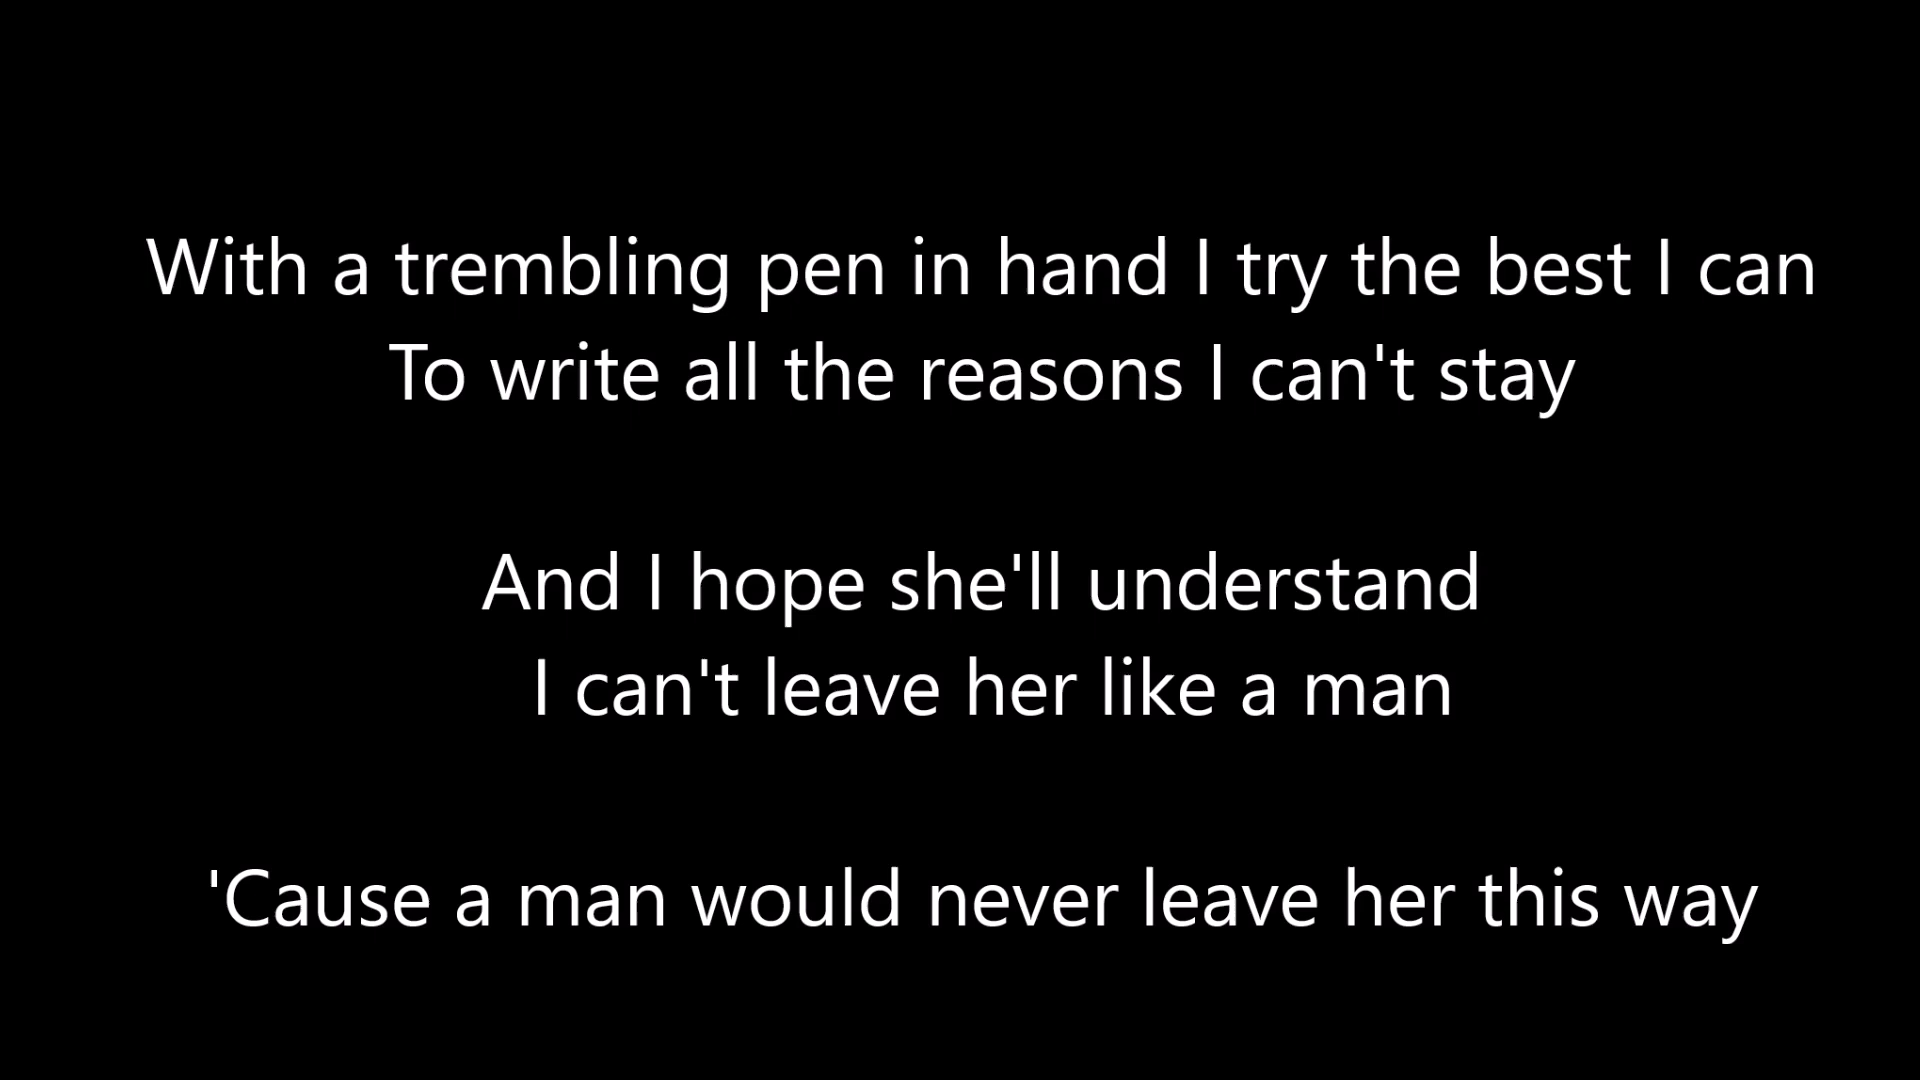 With a trembling pen in hand I try the best I can
To write all the reasons I can't stay
And I hope she'll understand
I can't leave her like a man
'Cause a man would never leave her this way